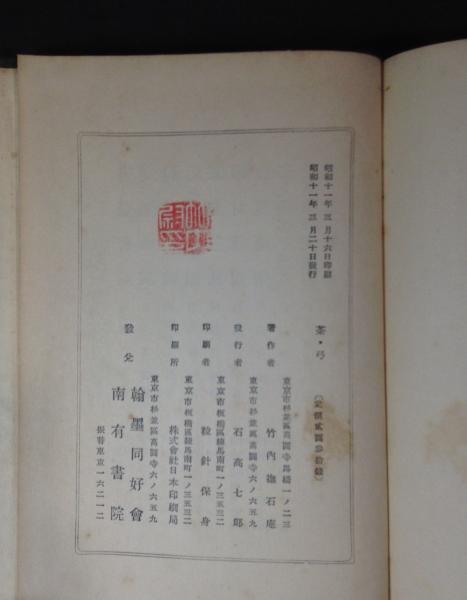 昭和十一年三月十六日印刷
昭和十一年三月二十日發行
茶・弓
(定價貳圓參拾錢)
東京市杉並區高圓寺馬橋一ノ二三
著作者 竹內撫石庵
東京市杉並區高圓寺六ノ六五九
發行者 石高七郎
東京市板橋區練馬南町一ノ三五三二
印刷者 粒針保身
東京市板橋區練馬南町一ノ三五三二
印刷所 株式會社日本印刷局
東京市杉並區高圓寺六ノ六五九
發兌 翰墨同好會
南有書院
振替東京一六二一二